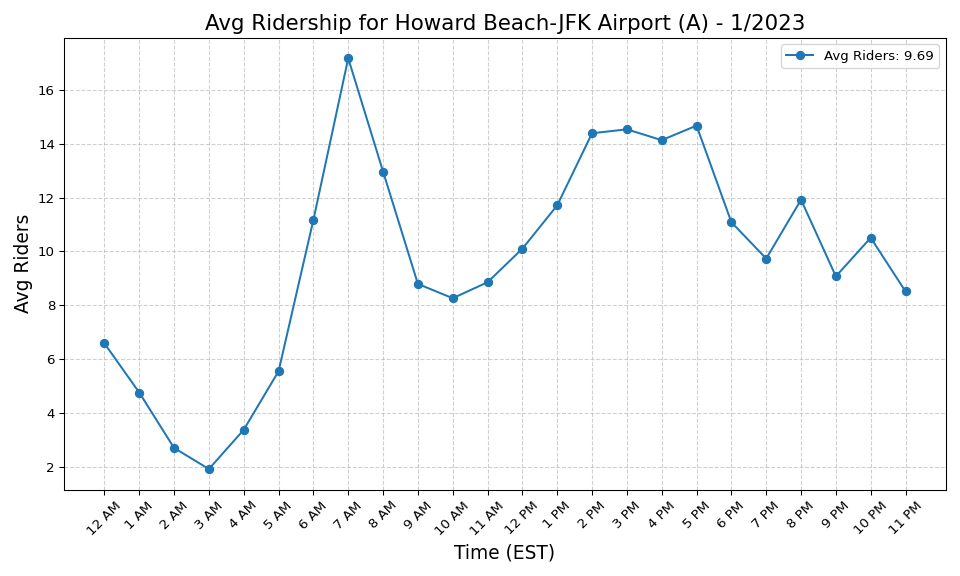 Avg Ridership for Howard Beach-JFK Airport (A) - 1/2023
Avg Riders: 9.69
Avg Riders
16
14
12
10
8
6
4
2
12 AM
1 AM
2 AM
3 AM
4 AM
5 AM
6 AM
7 AM
8 AM
9 AM
10 AM
11 AM
12 PM
1 PM
2 PM
3 PM
4 PM
5 PM
6 PM
7 PM
8 PM
9 PM
10 PM
11 PM
Time (EST)